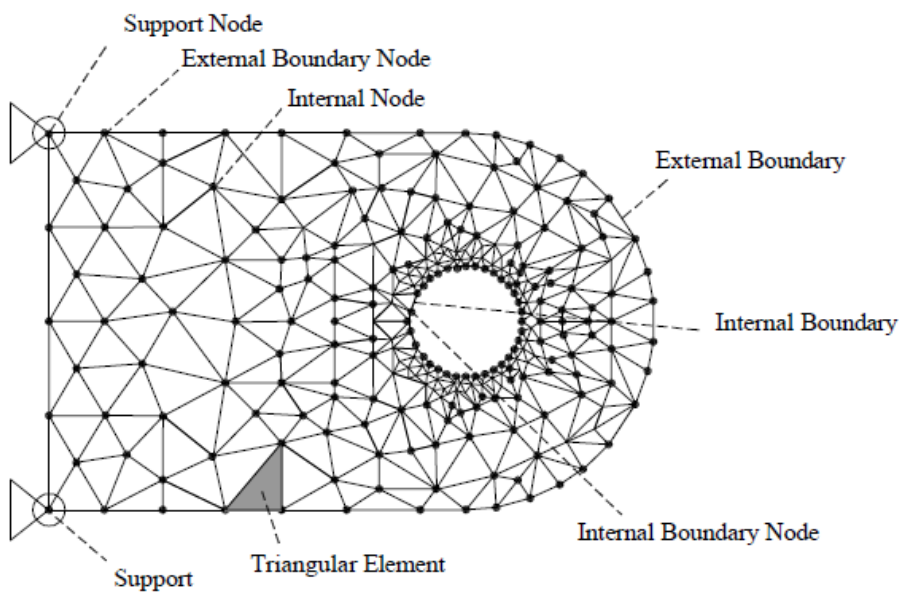 Support Node
External Boundary Node
Internal Node
External Boundary
Internal Boundary
Internal Boundary Node
Triangular Element
Support